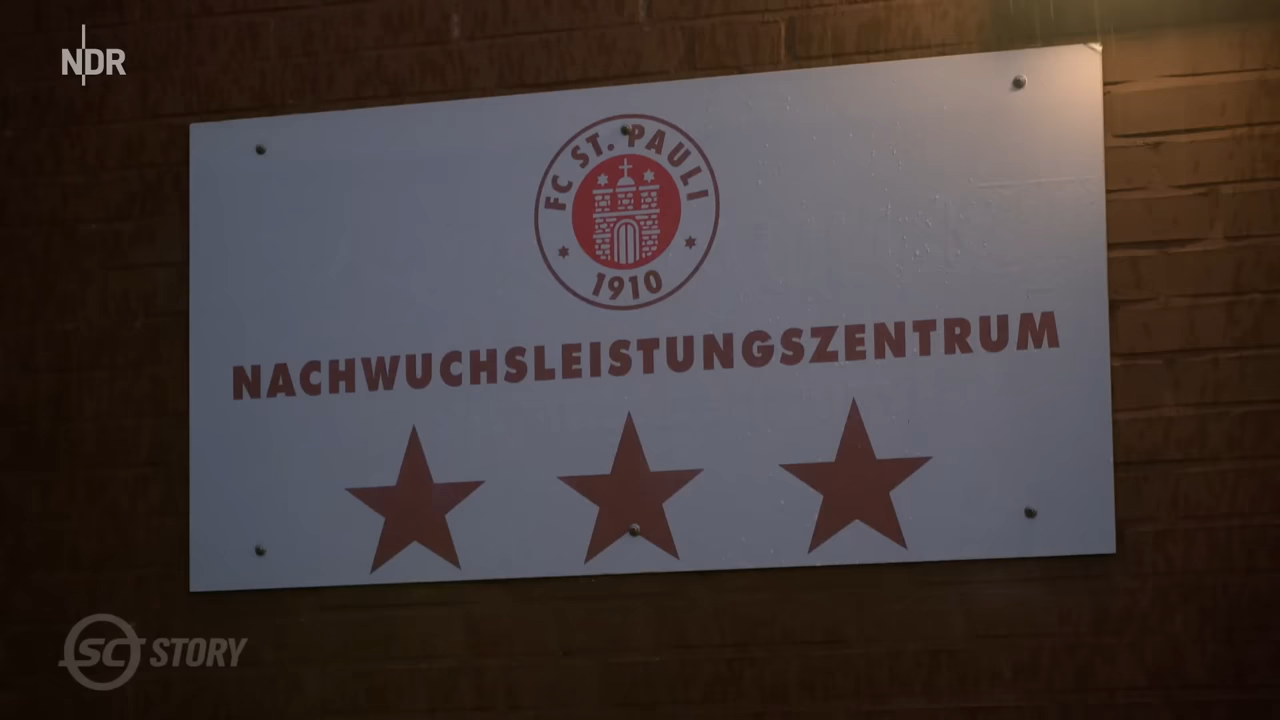 NDR
FC ST. PAULI
1910
NACHWUCHSLEISTUNGSZENTRUM
SC STORY